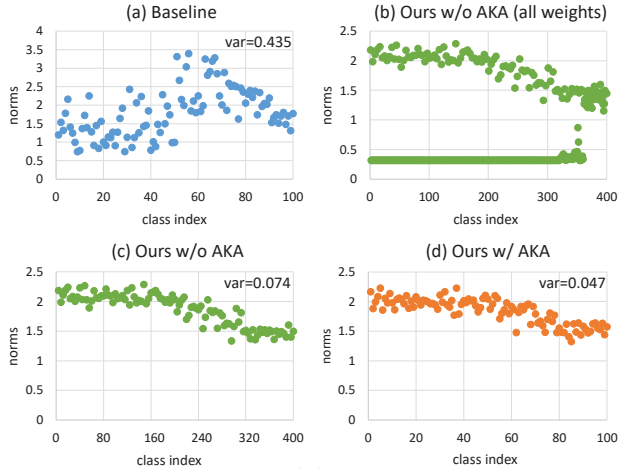 (a) Baseline
var=0.435
4
3.5
3
2.5
2
1.5
1
0.5
0
norms
0 20 40 60 80 100
class index
(b) Ours w/o AKA (all weights)
2.5
2
1.5
1
0.5
0
norms
0 100 200 300 400
class index
(c) Ours w/o AKA
var=0.074
2.5
2
1.5
1
0.5
0
norms
0 80 160 240 320 400
class index
(d) Ours w/ AKA
var=0.047
2.5
2
1.5
1
0.5
0
norms
0 20 40 60 80 100
class index